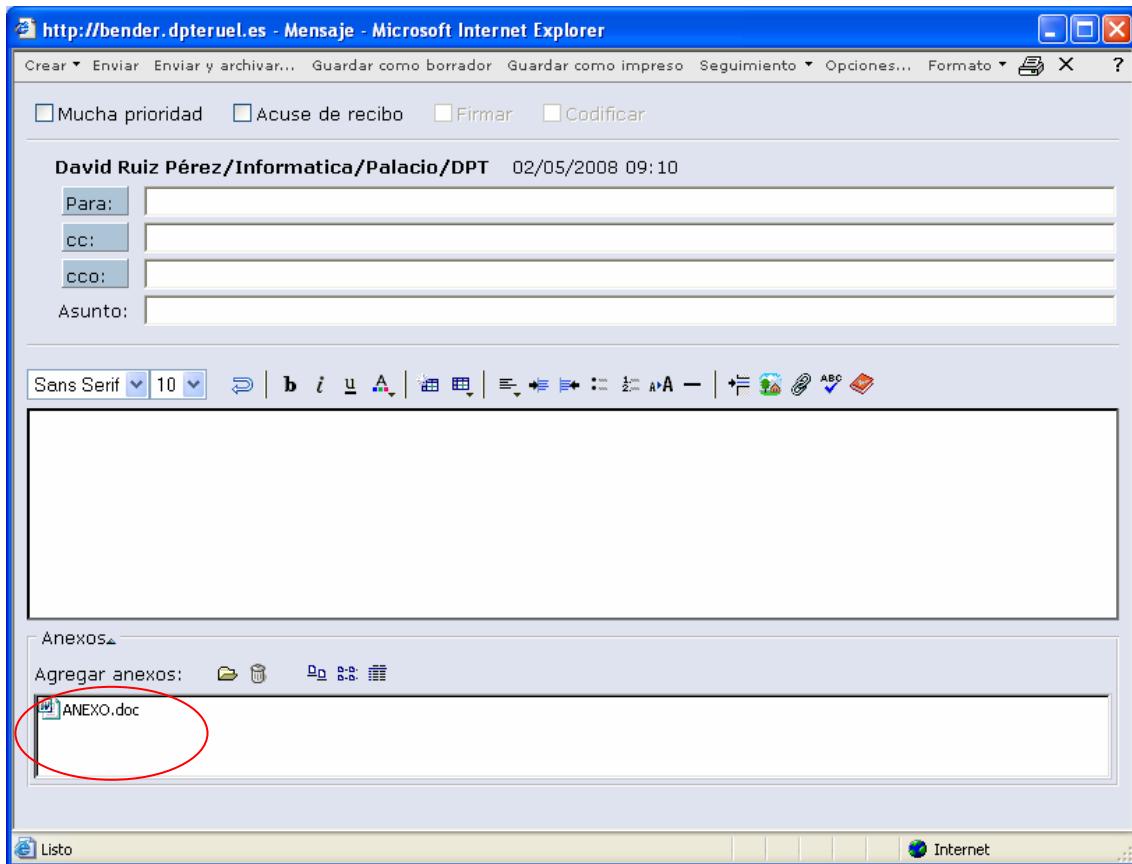 http://bender.dpteruel.es - Mensaje - Microsoft Internet Explorer
Crear Enviar Enviar y archivar... Guardar como borrador Guardar como impreso Seguimiento Opciones... Formato ?
Mucha prioridad Acuse de recibo Firmar Codificar
David Ruiz Pérez/Informatica/Palacio/DPT 02/05/2008 09:10
Para:
cc:
cco:
Asunto:
Sans Serif 10 b i u A A A ABC
Anexos
Agregar anexos:
ANEXO.doc
Listo Internet